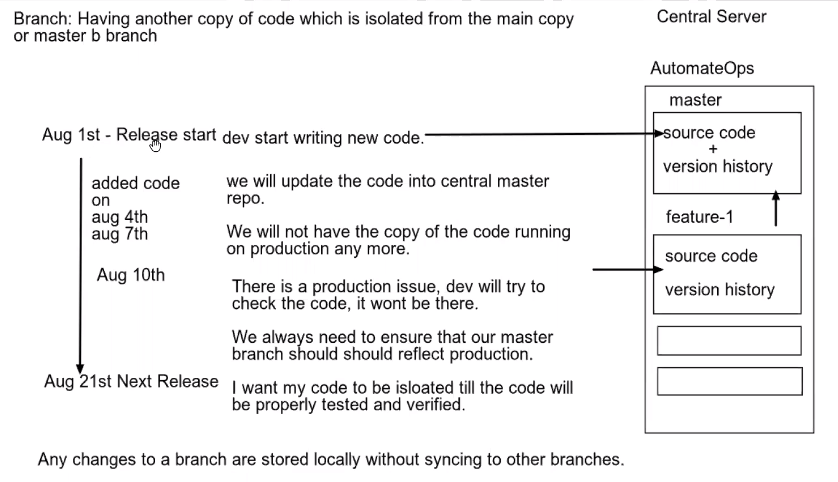 Branch: Having another copy of code which is isolated from the main copy
or master b branch
Central Server
AutomateOps
master
Aug 1st - Release start
dev start writing new code.
source code
+
version history
added code
on
aug 4th
aug 7th
we will update the code into central master
repo.
feature-1
We will not have the copy of the code running
on production any more.
source code
version history
Aug 10th
There is a production issue, dev will try to
check the code, it wont be there.
We always need to ensure that our master
branch should should reflect production.
Aug 21st Next Release
I want my code to be isloated till the code will
be properly tested and verified.
Any changes to a branch are stored locally without syncing to other branches.